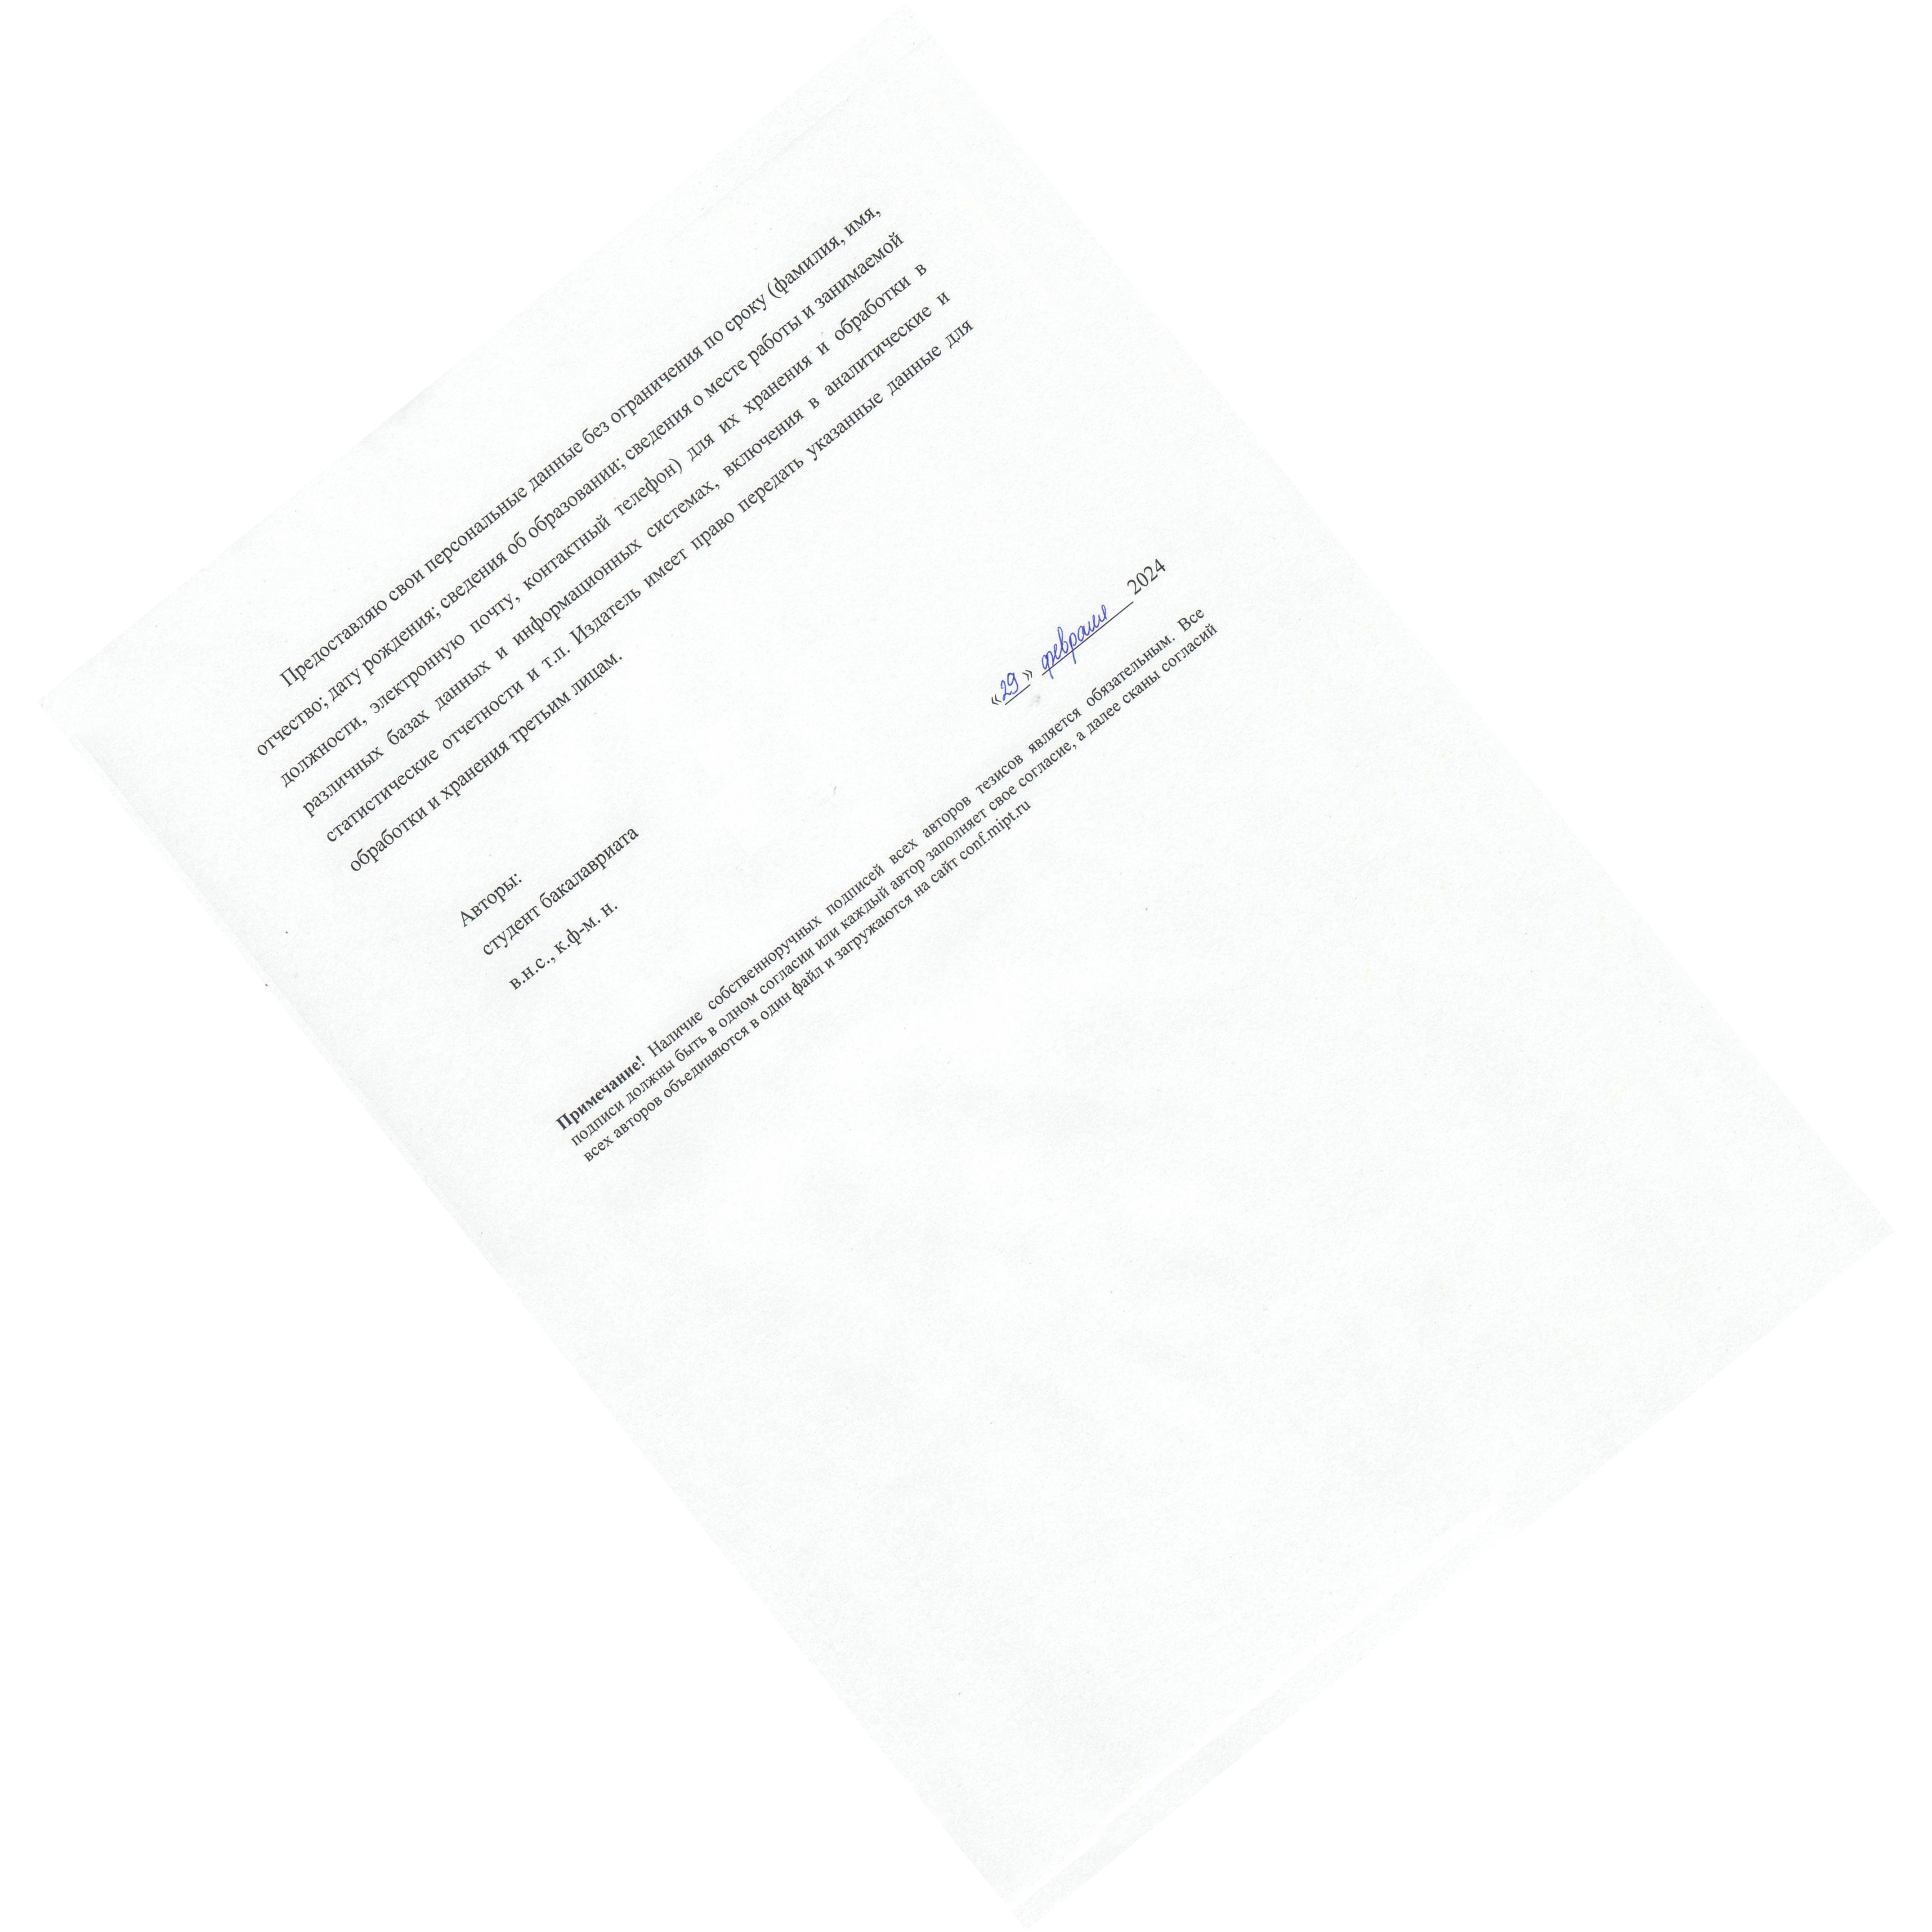 Предоставляю свои персональные данные без ограничения по сроку (фамилия, имя,
отчество; дату рождения; сведения об образовании; сведения о месте работы и занимаемой
должности, электронную почту, контактный телефон) для их хранения и обработки в
различных базах данных и информационных системах, включения в аналитические и
статистические отчетности и т.п. Издатель имеет право передать указанные данные для
обработки и хранения третьим лицам.
Авторы:
студент бакалавриата
в.н.с., к.ф-м. н.
«29» февраля 2024
Примечание! Наличие собственноручных подписей всех авторов тезисов является обязательным. Все
подписи должны быть в одном согласии или каждый автор заполняет свое согласие, а далее сканы согласий
всех авторов объединяются в один файл и загружаются на сайт conf.mipt.ru